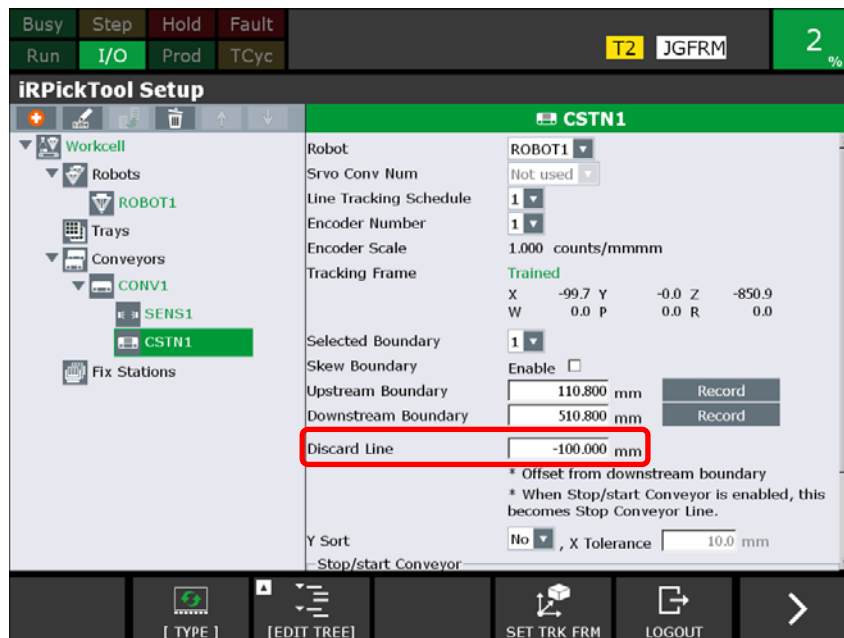 Busy Step Hold Fault
Run I/O Prod TCyc
T2 JGFRM
2 %
iRPickTool Setup
CSTN1
Workcell
Robots
ROBOT1
Trays
Conveyors
CONV1
SENS1
CSTN1
Fix Stations
Robot ROBOT1
Srvo Conv Num Not used
Line Tracking Schedule 1
Encoder Number 1
Encoder Scale 1.000 counts/mmmm
Tracking Frame Trained
X -99.7 Y -0.0 Z -850.9
W 0.0 P 0.0 R 0.0
Selected Boundary 1
Skew Boundary Enable
Upstream Boundary 110.800 mm Record
Downstream Boundary 510.800 mm Record
Discard Line -100.000 mm
* Offset from downstream boundary
* When Stop/start Conveyor is enabled, this
becomes Stop Conveyor Line.
Y Sort No , X Tolerance 10.0 mm
Stop/start Conveyor
[ TYPE ] [EDIT TREE] SET TRK FRM LOGOUT